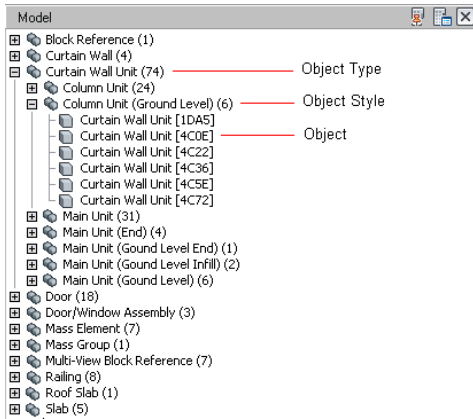 Model
Block Reference (1)
Curtain Wall (4)
Curtain Wall Unit (74) Object Type
Column Unit (24)
Column Unit (Ground Level) (6) Object Style
Curtain Wall Unit [1DA5]
Curtain Wall Unit [4C0E] Object
Curtain Wall Unit [4C22]
Curtain Wall Unit [4C36]
Curtain Wall Unit [4C5E]
Curtain Wall Unit [4C72]
Main Unit (31)
Main Unit (End) (4)
Main Unit (Gound Level End) (1)
Main Unit (Gound Level Infill) (2)
Main Unit (Ground Level) (6)
Door (18)
Door/Window Assembly (3)
Mass Element (7)
Mass Group (1)
Multi-View Block Reference (7)
Railing (8)
Roof Slab (1)
Slab (5)